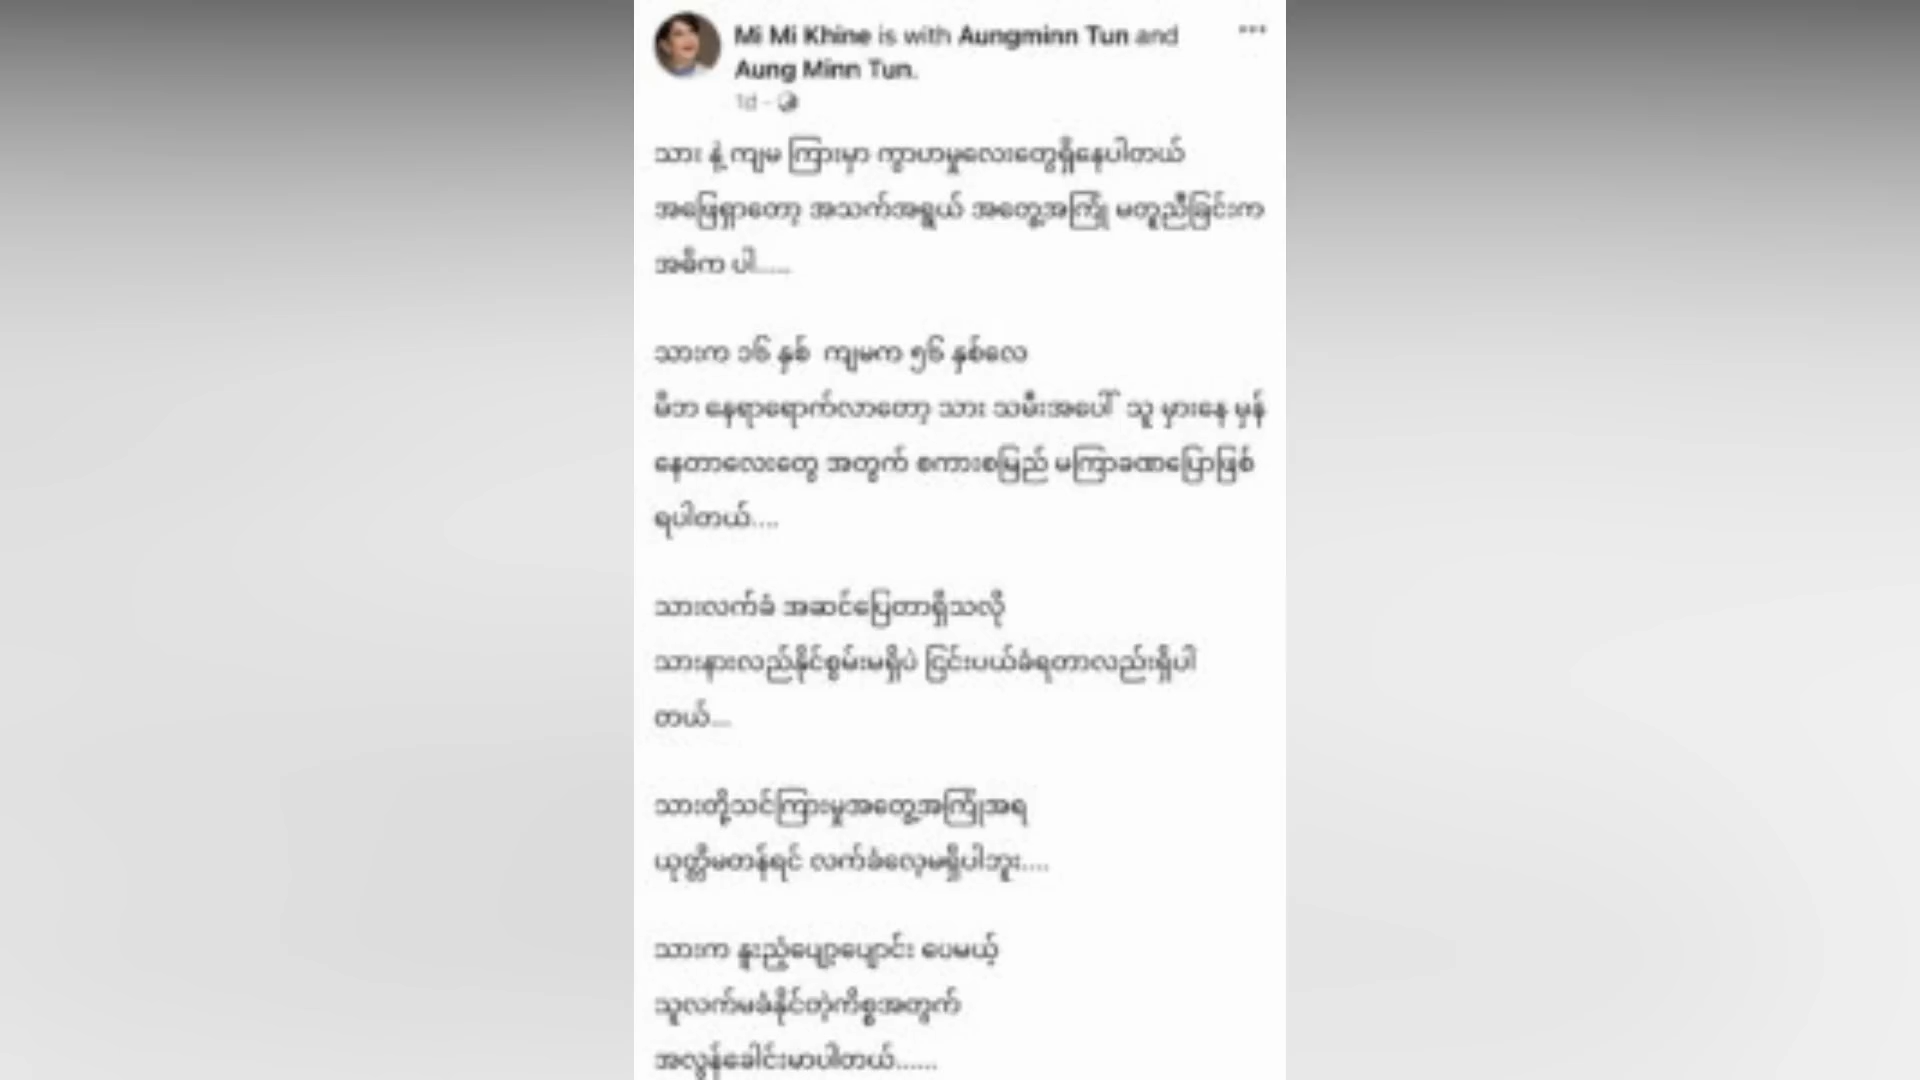 Mi Mi Khine is with Aungminn Tun and
Aung Minn Tun.
1d
သား နဲ့ ကျမ ကြားမှာ ကွာဟမှုလေးတွေရှိနေပါတယ်
အဖြေရှာတော့ အသက်အရွယ် အတွေ့အကြုံ မတူညီခြင်းက
အဓိက ပါ.....
သားက ၁၆ နှစ် ကျမက ၅၆ နှစ်လေ
မိဘ နေရာရောက်လာတော့ သား သမီးအပေါ် သူ မှားနေ မှန်
နေတာလေးတွေ အတွက် စကားစမြည် မကြာခဏပြောဖြစ်
ရပါတယ်....
သားလက်ခံ အဆင်ပြေတာရှိသလို
သားနားလည်နိုင်စွမ်းမရှိပဲ ငြင်းပယ်ခံရတာလည်းရှိပါ
တယ်...
သားတို့သင်ကြားမှုအတွေ့အကြုံအရ
ယုတ္တိမတန်ရင် လက်ခံလေ့မရှိပါဘူး....
သားက နူးညံ့ပျော့ပျောင်း ပေမယ့်
သူလက်မခံနိုင်တဲ့ကိစ္စအတွက်
အလွန်ခေါင်းမာပါတယ်......